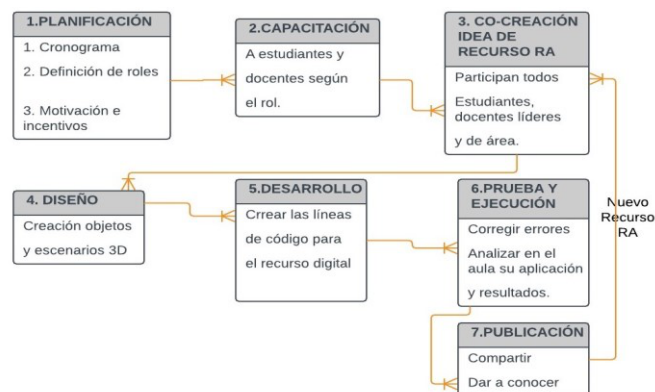 1.PLANIFICACIÓN
1. Cronograma
2. Definición de roles
3. Motivación e
incentivos
2.CAPACITACIÓN
A estudiantes y
docentes según
el rol.
3. CO-CREACIÓN
IDEA DE
RECURSO RA
Participan todos
Estudiantes,
docentes líderes
y de área.
4. DISEÑO
Creación objetos
y escenarios 3D
5.DESARROLLO
Crrear las líneas
de código para
el recurso digital
6.PRUEBA Y
EJECUCIÓN
Corregir errores
Analizar en el
aula su aplicación
y resultados.
Nuevo
Recurso
RA
7.PUBLICACIÓN
Compartir
Dar a conocer